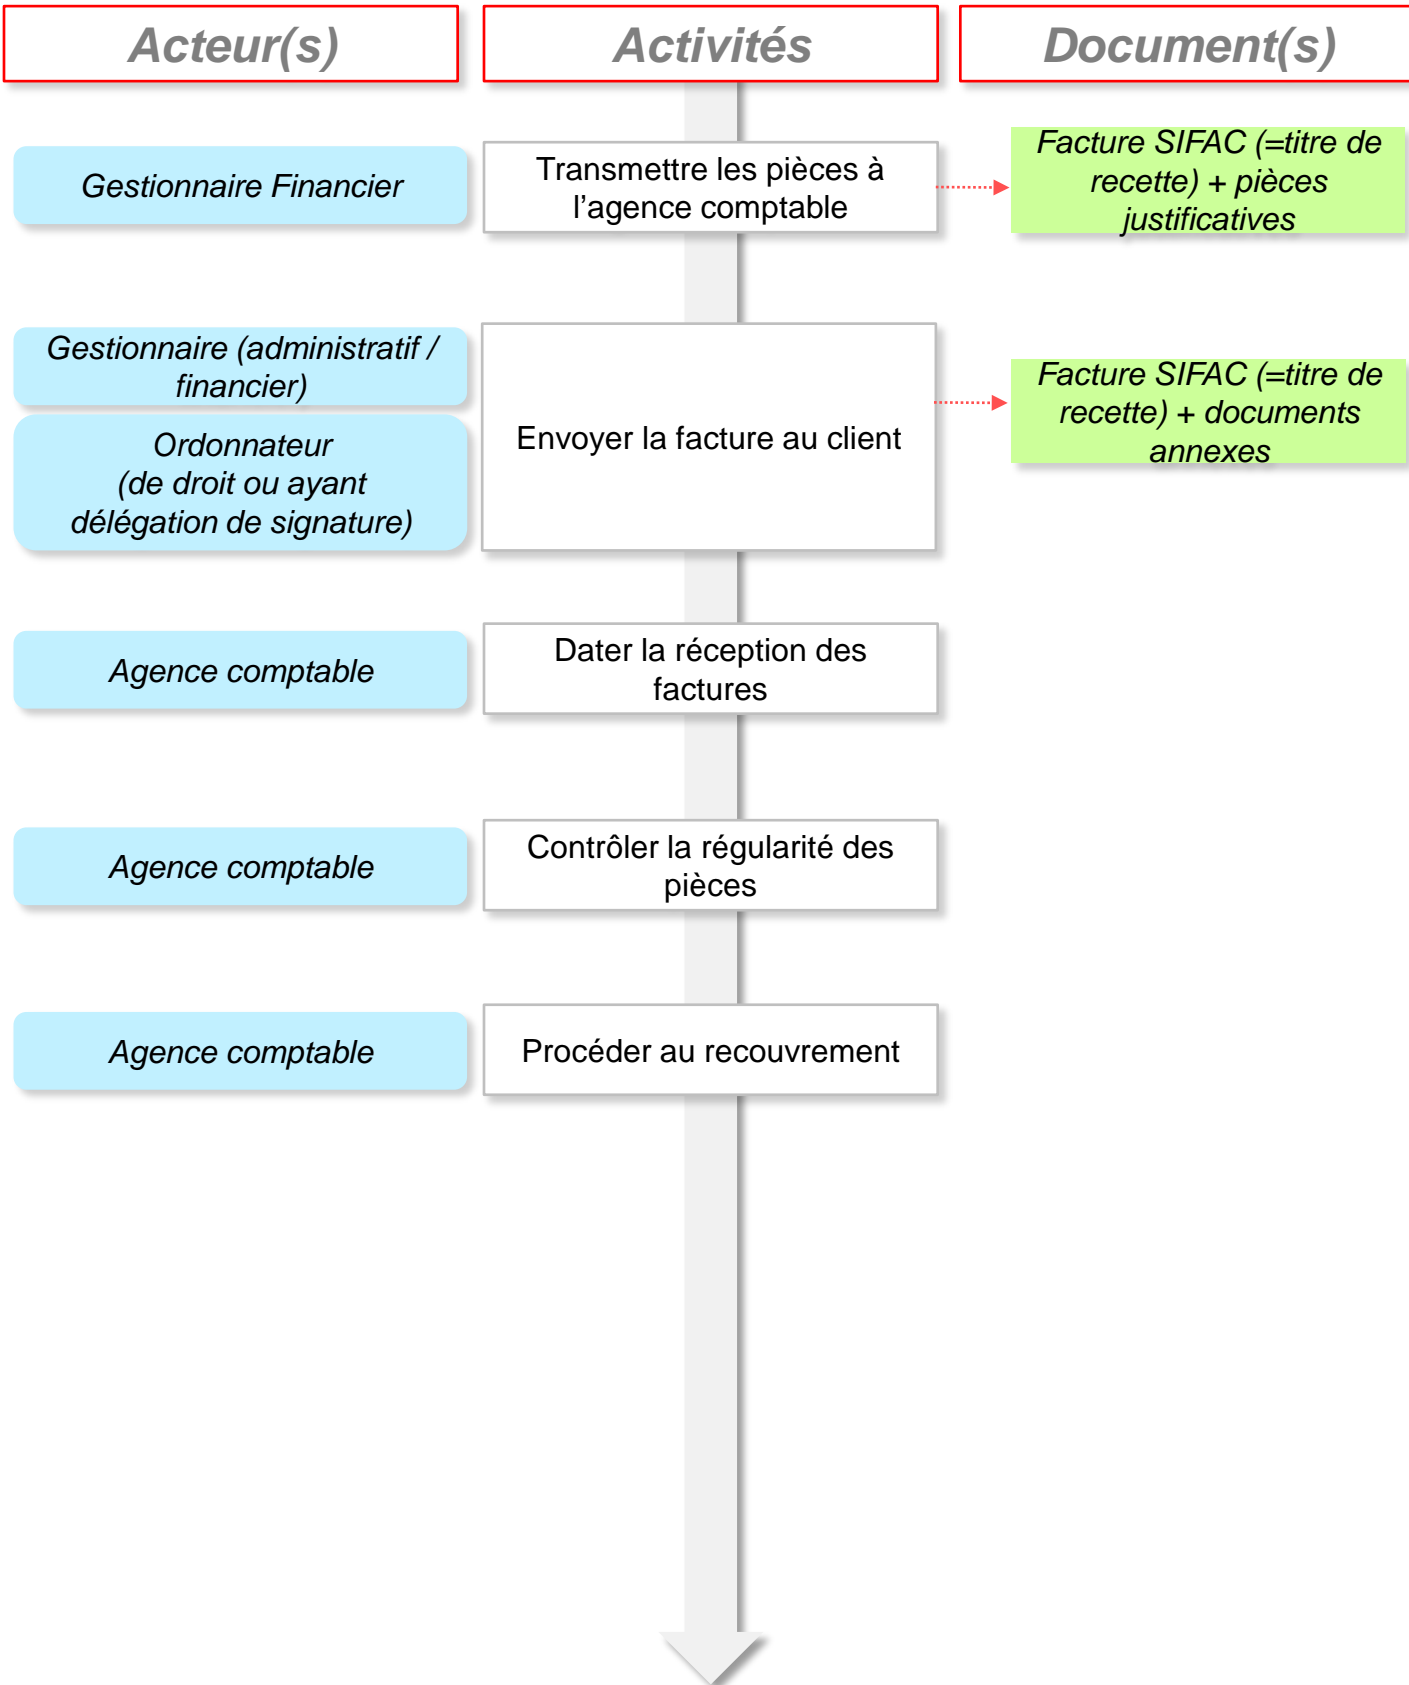 Acteur(s)
Activités
Document(s)
Gestionnaire Financier
Transmettre les pièces à
l’agence comptable
Facture SIFAC (=titre de
recette) + pièces
justificatives
Gestionnaire (administratif /
financier)
Ordonnateur
(de droit ou ayant
délégation de signature)
Envoyer la facture au client
Facture SIFAC (=titre de
recette) + documents
annexes
Agence comptable
Dater la réception des
factures
Agence comptable
Contrôler la régularité des
pièces
Agence comptable
Procéder au recouvrement